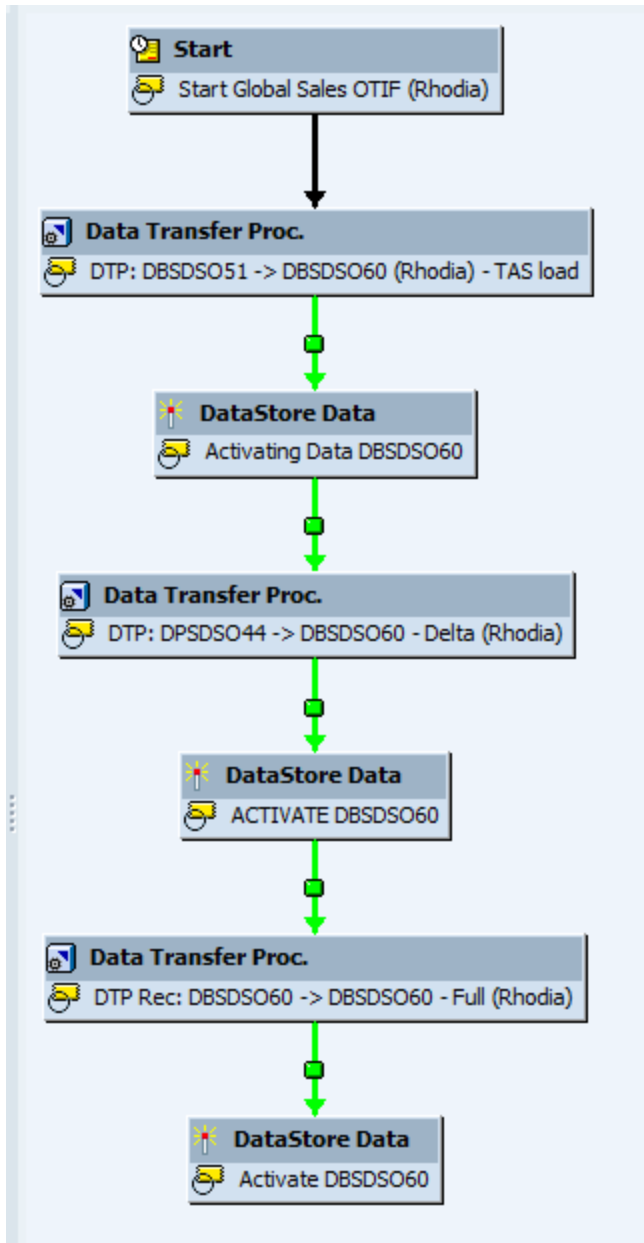 Start
Start Global Sales OTIF (Rhodia)
Data Transfer Proc.
DTP: DBSDSO51 -> DBSDSO60 (Rhodia) - TAS load
DataStore Data
Activating Data DBSDSO60
Data Transfer Proc.
DTP: DPSDSO44 -> DBSDSO60 - Delta (Rhodia)
DataStore Data
ACTIVATE DBSDSO60
Data Transfer Proc.
DTP Rec: DBSDSO60 -> DBSDSO60 - Full (Rhodia)
DataStore Data
Activate DBSDSO60